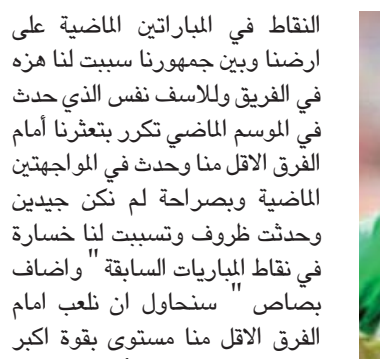 النقاط في المباراتين الماضية على
ارضنا وبين جمهورنا سببت لنا هزه
في الفريق وللاسف نفس الذي حدث
في الموسم الماضي تكرر بتعثرنا أمام
الفرق الاقل منا وحدث في المواجهتين
الماضية وبصراحة لم نكن جيدين
وحدثت ظروف وتسببت لنا خسارة
في نقاط المباريات السابقة " واضاف
بصاص " سنحاول ان نلعب امام
الفرق الاقل منا مستوى بقوة اكبر